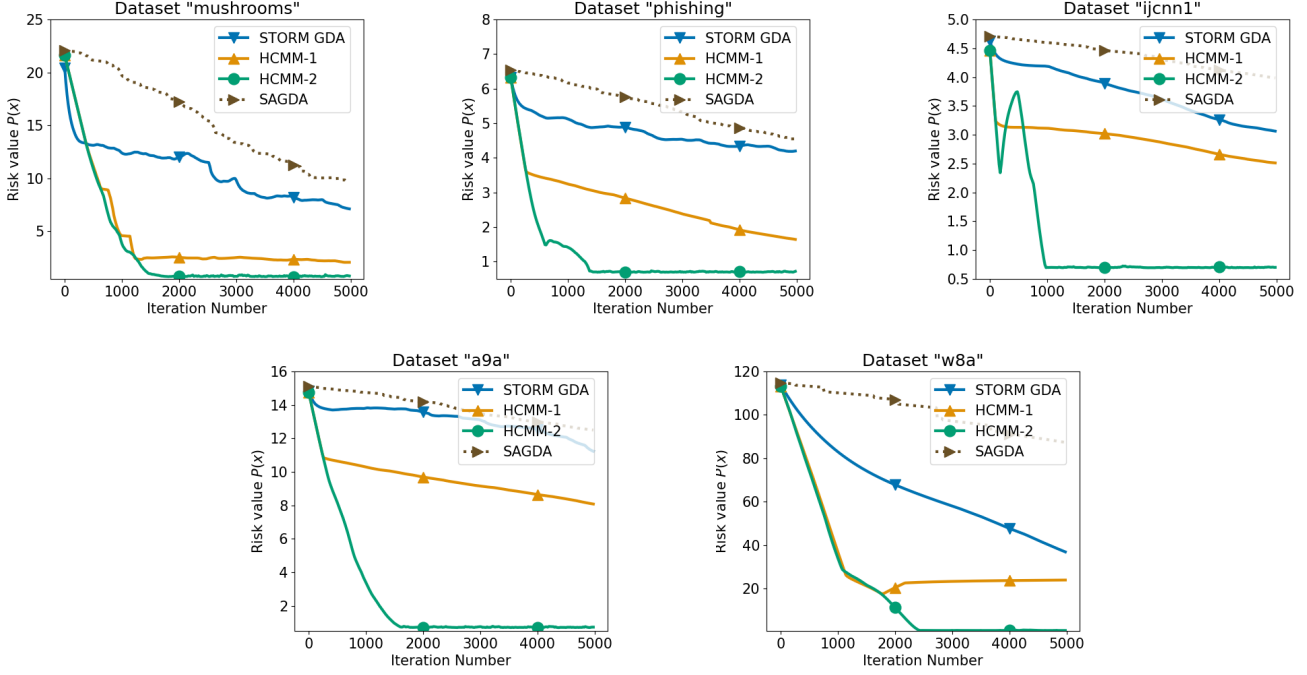 Dataset "mushrooms"
25
20
15
10
5
0 1000 2000 3000 4000 5000
Risk value P(x)
Iteration Number
STORM GDA
HCMM-1
HCMM-2
SAGDA
Dataset "phishing"
8
7
6
5
4
3
2
1
0 1000 2000 3000 4000 5000
Risk value P(x)
Iteration Number
STORM GDA
HCMM-1
HCMM-2
SAGDA
Dataset "ijcnn1"
5.0
4.5
4.0
3.5
3.0
2.5
2.0
1.5
1.0
0.5
0 1000 2000 3000 4000 5000
Risk value P(x)
Iteration Number
STORM GDA
HCMM-1
HCMM-2
SAGDA
Dataset "a9a"
16
14
12
10
8
6
4
2
0 1000 2000 3000 4000 5000
Risk value P(x)
Iteration Number
STORM GDA
HCMM-1
HCMM-2
SAGDA
Dataset "w8a"
120
100
80
60
40
20
0 1000 2000 3000 4000 5000
Risk value P(x)
Iteration Number
STORM GDA
HCMM-1
HCMM-2
SAGDA